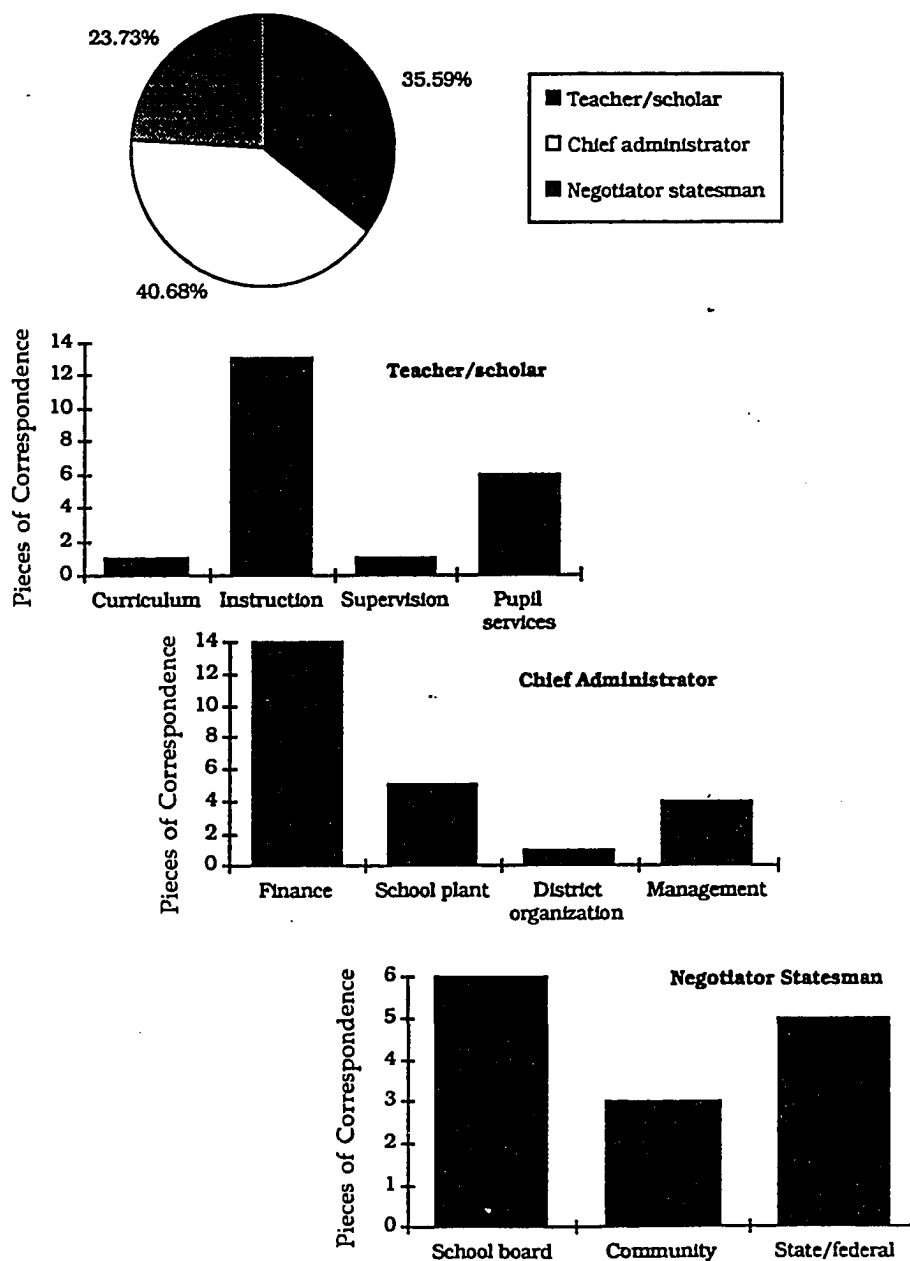 23.73%
35.59%
40.68%
Teacher/scholar
Chief administrator
Negotiator statesman
Teacher/scholar
Pieces of Correspondence
14
12
10
8
6
4
2
0
Curriculum
Instruction
Supervision
Pupil
services
Chief Administrator
Pieces of Correspondence
14
12
10
8
6
4
2
0
Finance
School plant
District
organization
Management
Negotiator Statesman
Pieces of Correspondence
6
5
4
3
2
1
0
School board
Community
State/federal